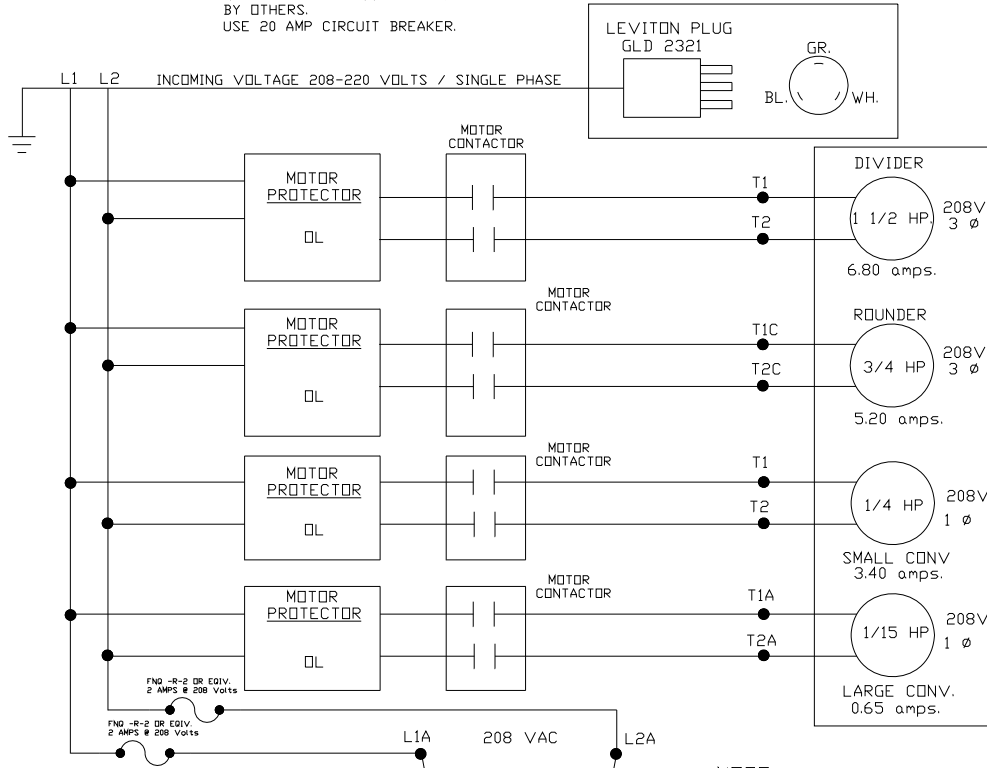 BY OTHERS.
USE 20 AMP CIRCUIT BREAKER.
LEVITON PLUG
GLD 2321
GR.
BL.
WH.
L1
L2
INCOMING VOLTAGE 208-220 VOLTS / SINGLE PHASE
MOTOR
CONTACTOR
MOTOR
PROTECTOR
OL
T1
T2
DIVIDER
1 1/2 HP.
208V
3 Ø
6.80 amps.
MOTOR
CONTACTOR
MOTOR
PROTECTOR
OL
T1C
T2C
ROUNDER
3/4 HP
208V
3 Ø
5.20 amps.
MOTOR
CONTACTOR
MOTOR
PROTECTOR
OL
T1
T2
1/4 HP
208V
1 Ø
SMALL CONV
3.40 amps.
MOTOR
CONTACTOR
MOTOR
PROTECTOR
OL
T1A
T2A
1/15 HP
208V
1 Ø
LARGE CONV.
0.65 amps.
FNQ -R-2 OR EQIV.
2 AMPS @ 208 Volts
FNQ -R-2 OR EQIV.
2 AMPS @ 208 Volts
L1A
208 VAC
L2A